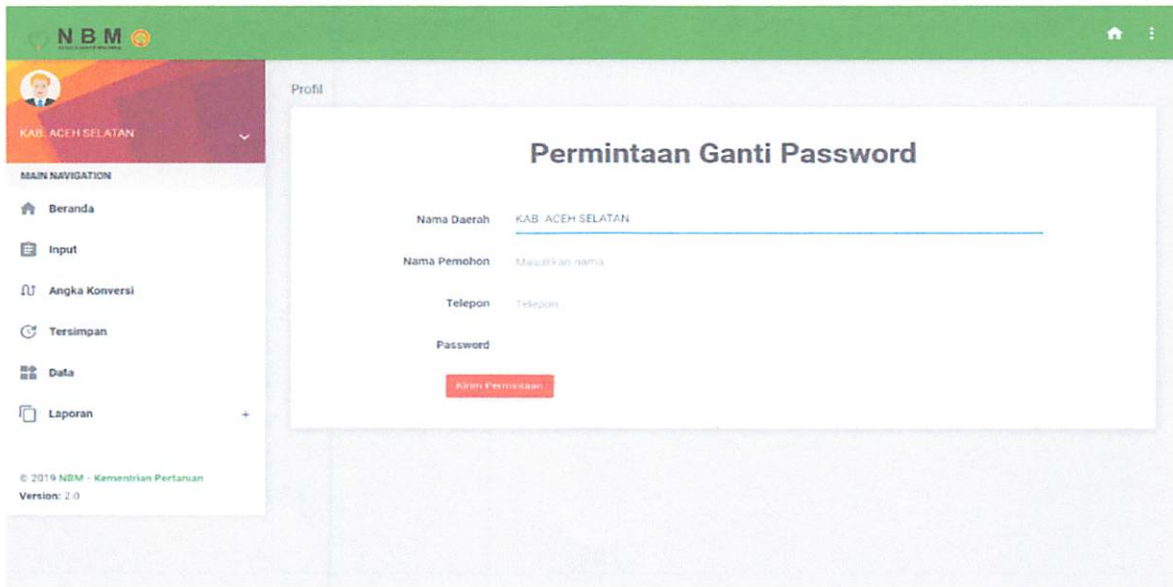 NBM
Profil
KAB. ACEH SELATAN
MAIN NAVIGATION
Beranda
Input
Angka Konversi
Tersimpan
Data
Laporan +
© 2019 NBM - Kementrian Pertanian
Version: 2.0
Permintaan Ganti Password
Nama Daerah KAB. ACEH SELATAN
Nama Pemohon Masukkan nama
Telepon Telepon
Password
Kirim Permintaan